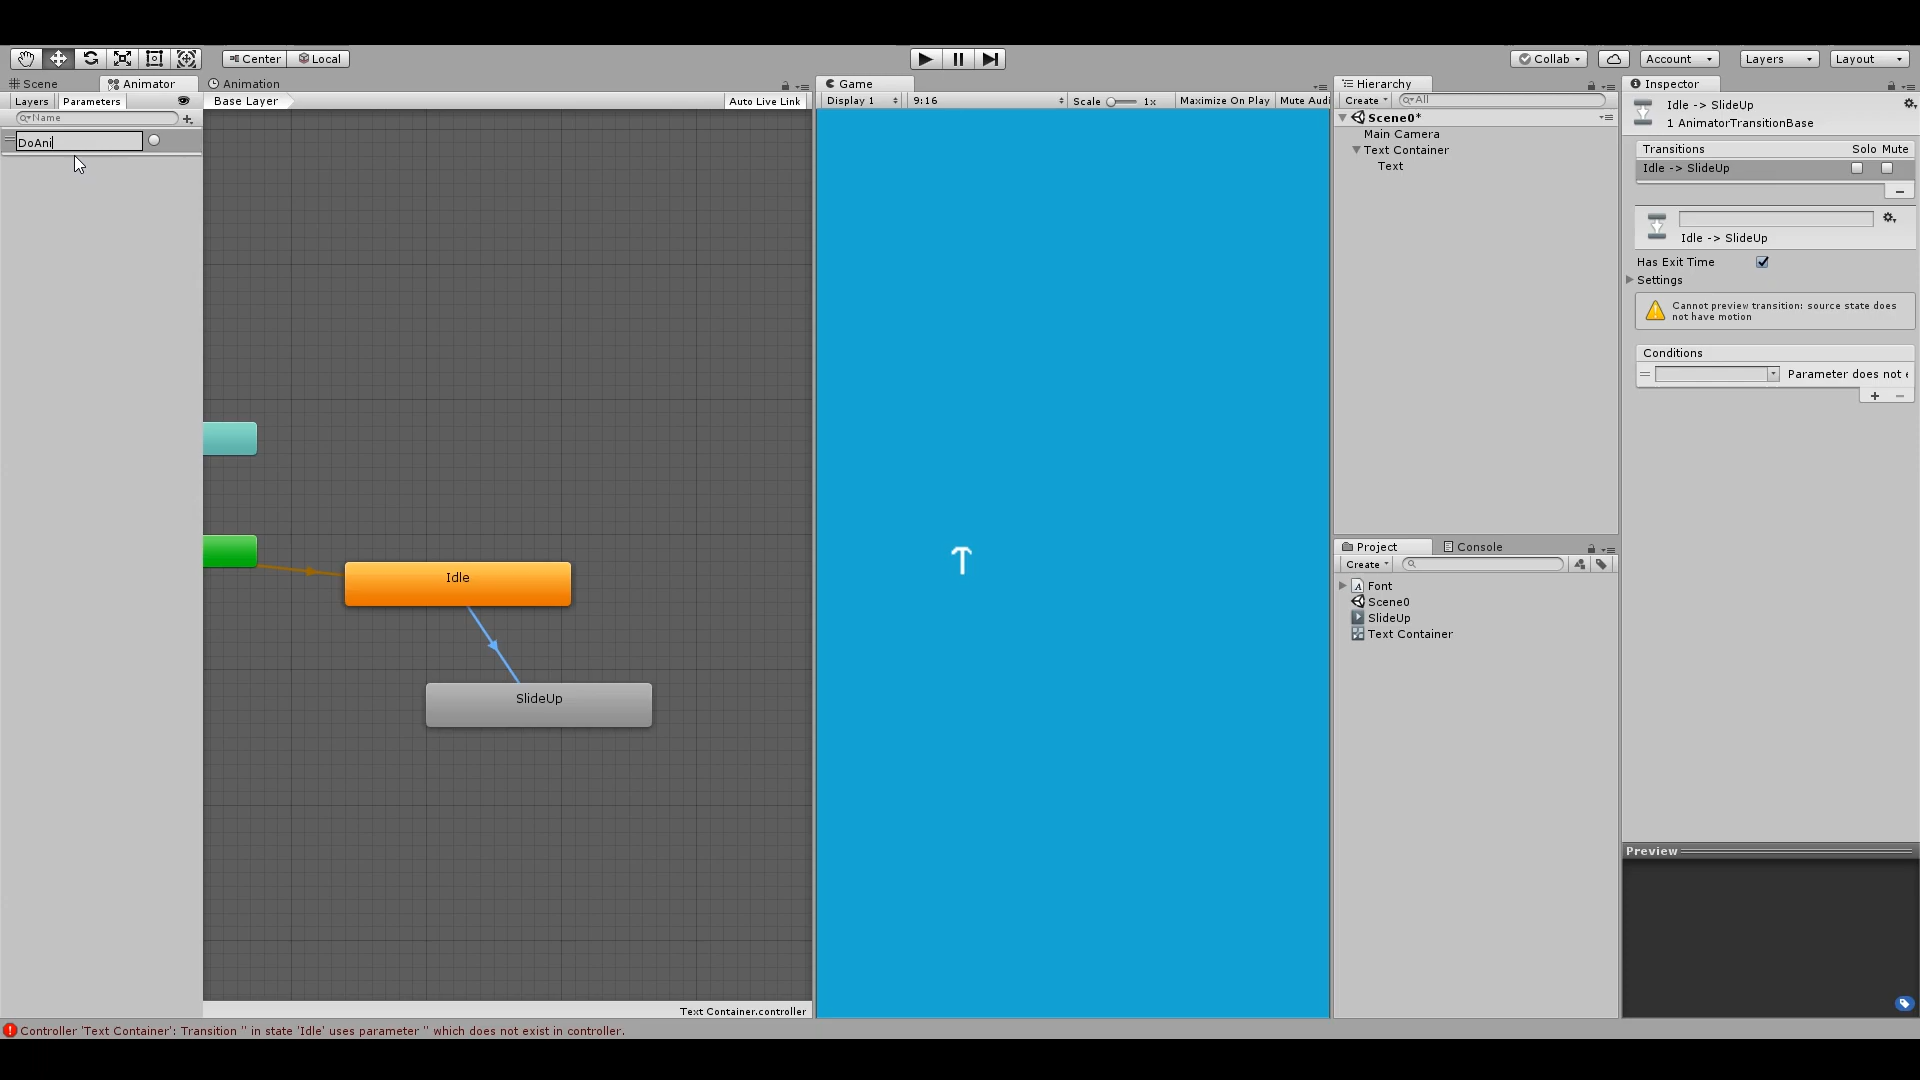 Center
Local
Collab
Account
Layers
Layout
Scene
Animator
Animation
Game
Hierarchy
Inspector
Layers
Parameters
Base Layer
Auto Live Link
Display 1
9:16
Scale
1x
Maximize On Play
Mute Audi
Create
All
Idle -> SlideUp
1 AnimatorTransitionBase
Name
DoAni
Scene0*
Main Camera
Text Container
Text
Transitions
Solo
Mute
Idle -> SlideUp
Idle -> SlideUp
Has Exit Time
Settings
Cannot preview transition: source state does
not have motion
Conditions
Parameter does not e
T
Idle
SlideUp
Project
Console
Create
Font
Scene0
SlideUp
Text Container
Preview
Text Container.controller
Controller 'Text Container': Transition '' in state 'Idle' uses parameter '' which does not exist in controller.